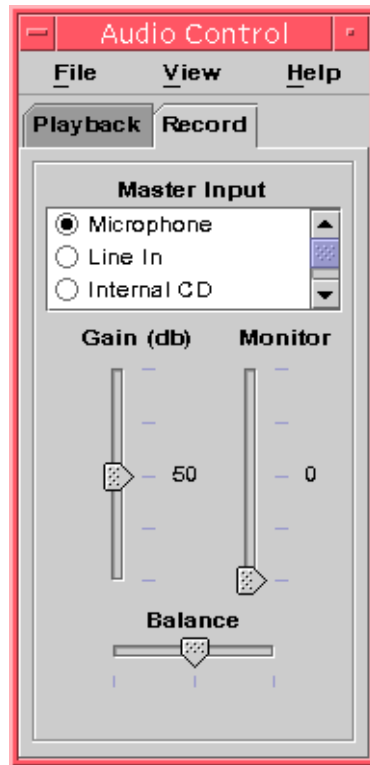 Audio Control
File View Help
Playback Record
Master Input
Microphone
Line In
Internal CD
Gain (db) Monitor
50 0
Balance